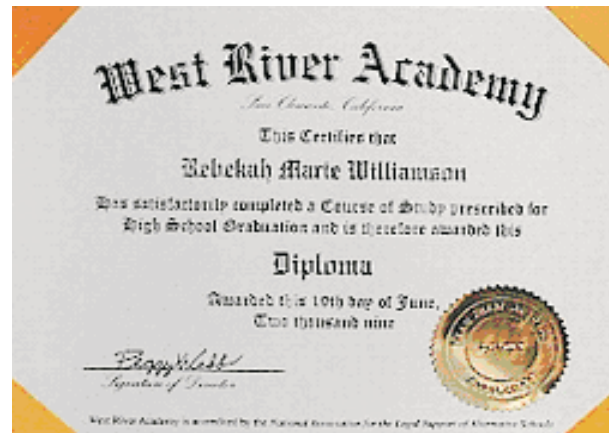 West River Academy
San Clemente, California
This Certifies that
Rebekah Marie Williamson
Has satisfactorily completed a Course of Study prescribed for
High School Graduation and is therefore awarded this
Diploma
Awarded this 19th day of June,
Two thousand nine
Signature of Director
West River Academy is accredited by the National Association for the Legal Support of Alternative Schools